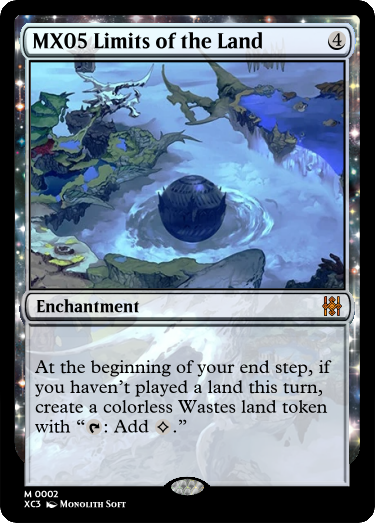 MX05 Limits of the Land 4
Enchantment
At the beginning of your end step, if
you haven't played a land this turn,
create a colorless Wastes land token
with “: Add .”
M 0002
XC3 Monolith Soft